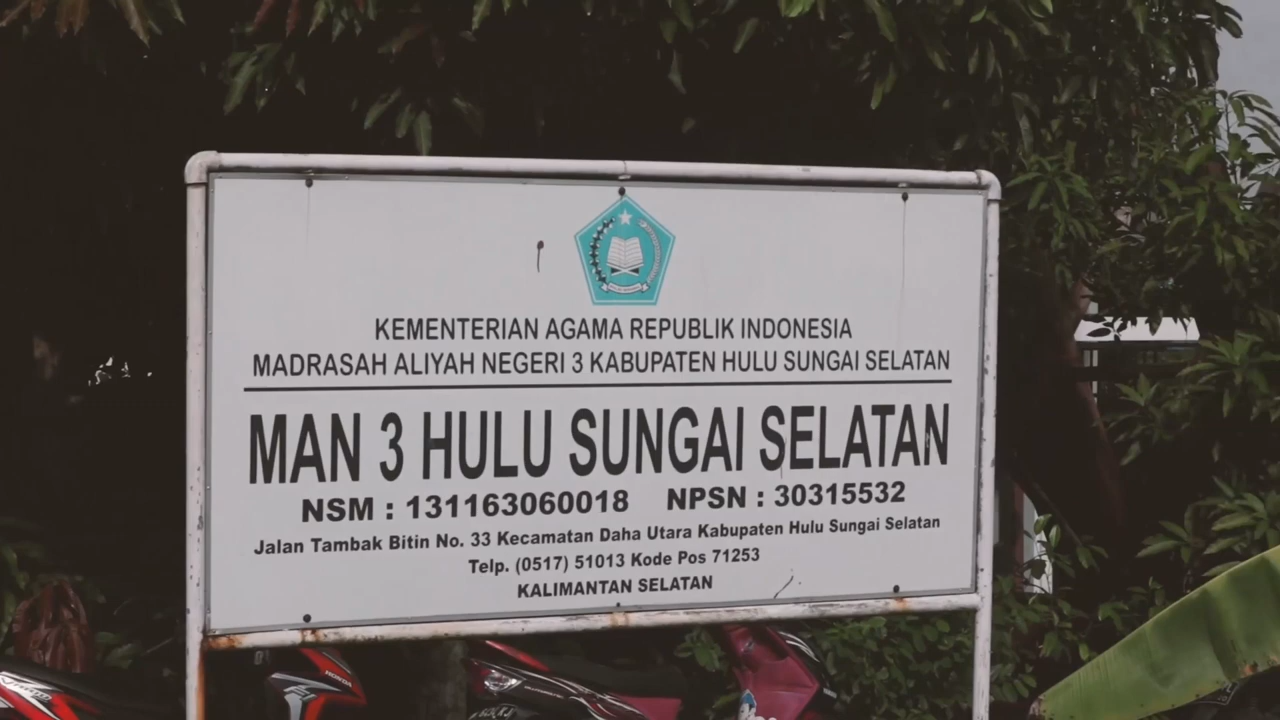 KEMENTERIAN AGAMA REPUBLIK INDONESIA
MADRASAH ALIYAH NEGERI 3 KABUPATEN HULU SUNGAI SELATAN
MAN 3 HULU SUNGAI SELATAN
NSM : 131163060018 NPSN : 30315532
Jalan Tambak Bitin No. 33 Kecamatan Daha Utara Kabupaten Hulu Sungai Selatan
Telp. (0517) 51013 Kode Pos 71253
KALIMANTAN SELATAN
HONDA